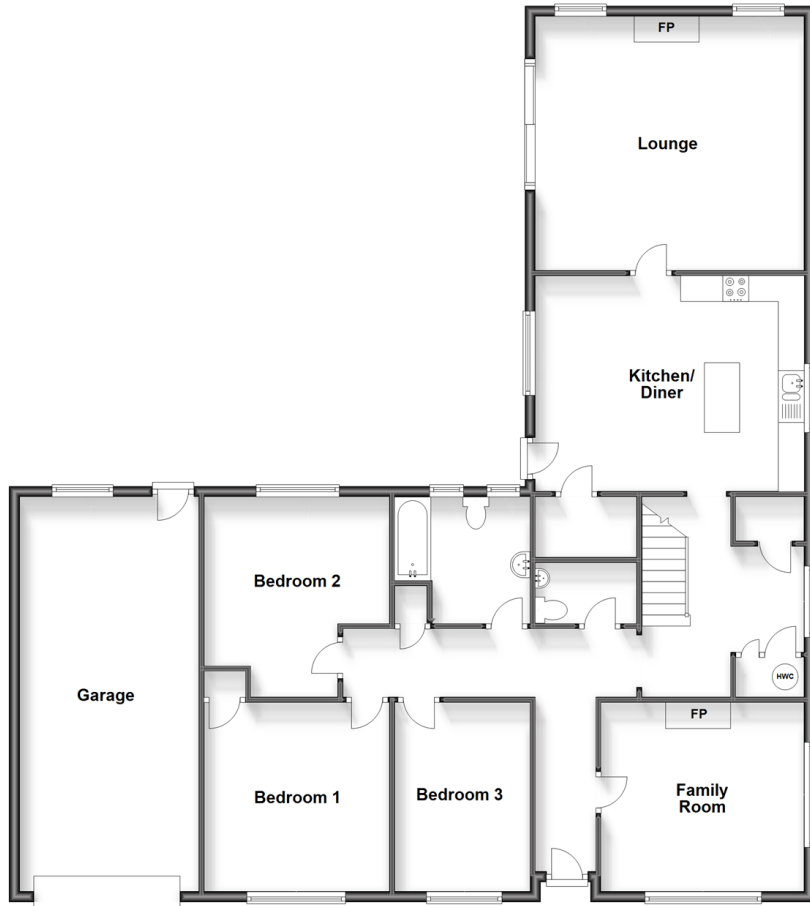 FP
Lounge
Kitchen/
Diner
Bedroom 2
Garage
HWC
FP
Bedroom 1
Bedroom 3
Family
Room